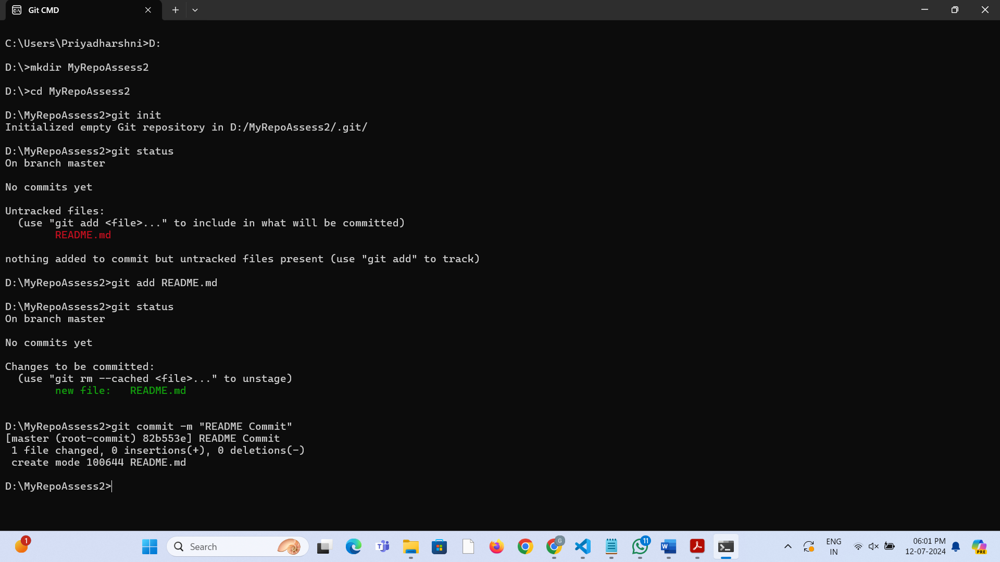 Git CMD
C:\Users\Priyadharshni>D:
D:\>mkdir MyRepoAssess2
D:\>cd MyRepoAssess2
D:\MyRepoAssess2>git init
Initialized empty Git repository in D:/MyRepoAssess2/.git/
D:\MyRepoAssess2>git status
On branch master
No commits yet
Untracked files:
  (use "git add <file>..." to include in what will be committed)
        README.md
nothing added to commit but untracked files present (use "git add" to track)
D:\MyRepoAssess2>git add README.md
D:\MyRepoAssess2>git status
On branch master
No commits yet
Changes to be committed:
  (use "git rm --cached <file>..." to unstage)
        new file:   README.md
D:\MyRepoAssess2>git commit -m "README Commit"
[master (root-commit) 82b553e] README Commit
 1 file changed, 0 insertions(+), 0 deletions(-)
 create mode 100644 README.md
D:\MyRepoAssess2>
1
Search
T
G
11
W
ENG
IN
06:01 PM
12-07-2024
PRE